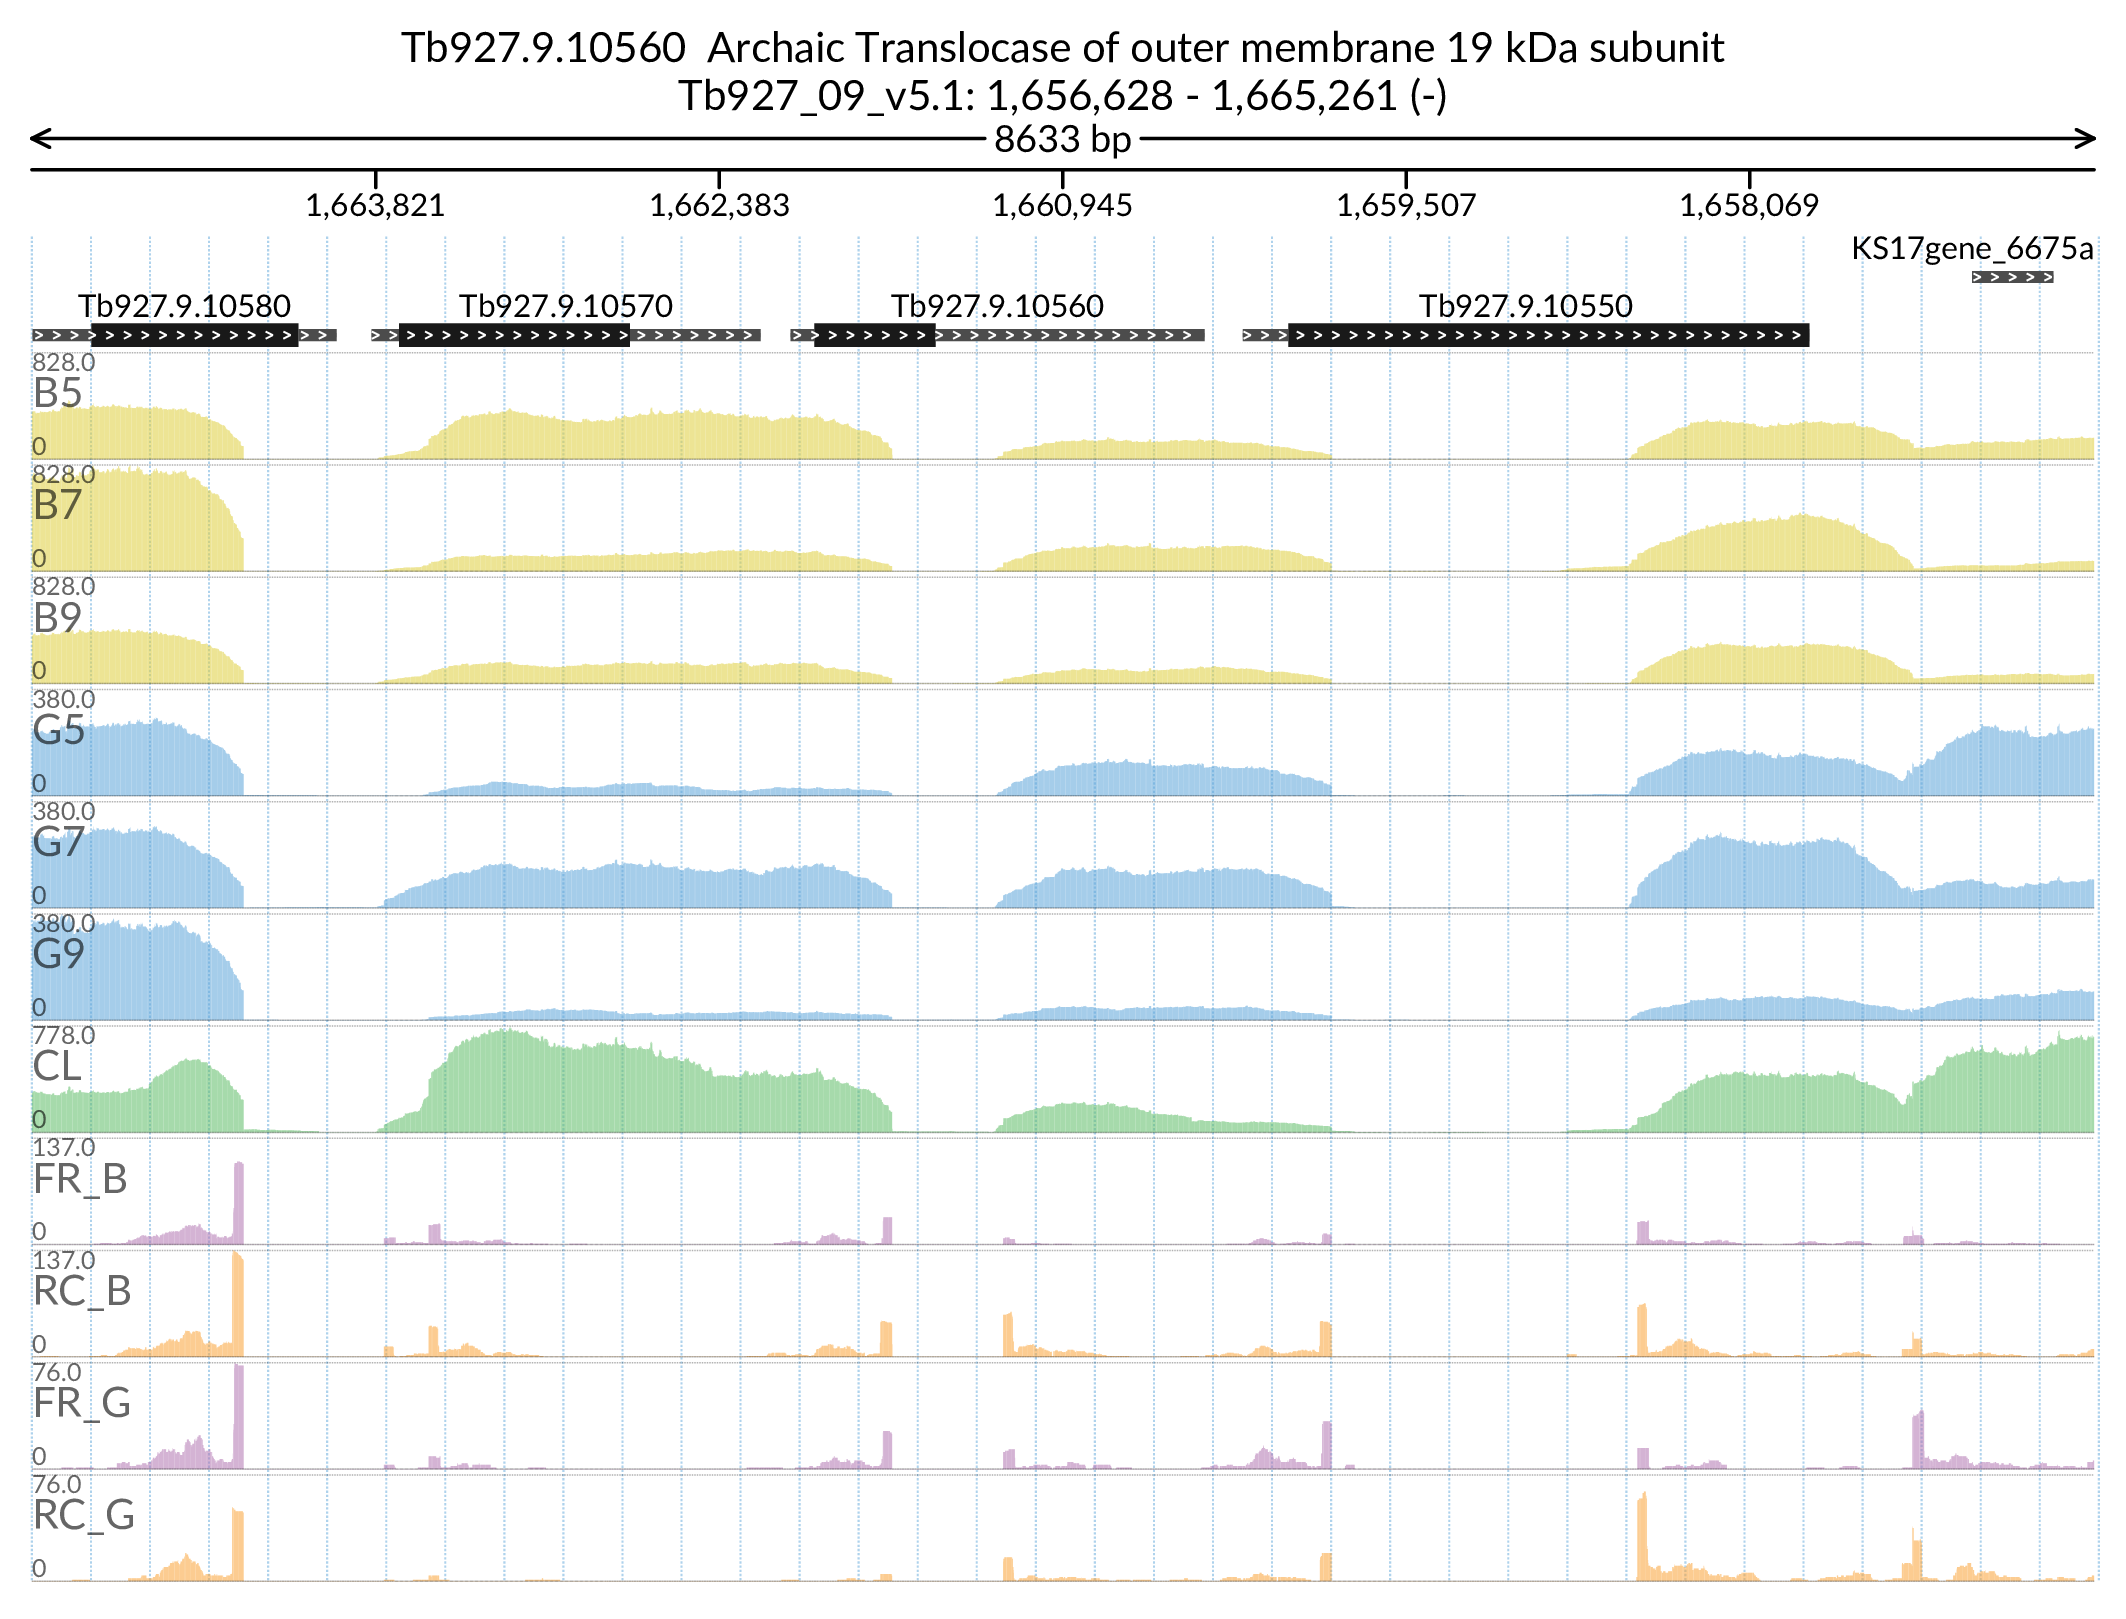 Tb927.9.10560  Archaic Translocase of outer membrane 19 kDa subunit
Tb927_09_v5.1: 1,656,628 - 1,665,261 (-)
8633 bp
1,663,821 1,662,383 1,660,945 1,659,507 1,658,069
KS17gene_6675a
Tb927.9.10580 Tb927.9.10570 Tb927.9.10560 Tb927.9.10550
828.0
B5
0
828.0
B7
0
828.0
B9
0
380.0
G5
0
380.0
G7
0
380.0
G9
0
778.0
CL
0
137.0
FR_B
0
137.0
RC_B
0
76.0
FR_G
0
76.0
RC_G
0